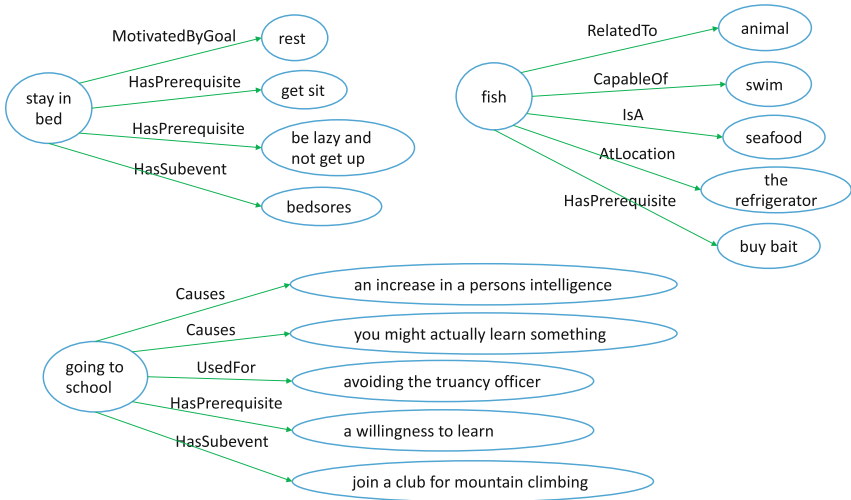 MotivatedByGoal
rest
HasPrerequisite
get sit
stay in
bed
HasPrerequisite
be lazy and
not get up
HasSubevent
bedsores
RelatedTo
animal
CapableOf
swim
fish
IsA
seafood
AtLocation
the
refrigerator
HasPrerequisite
buy bait
Causes
an increase in a persons intelligence
Causes
you might actually learn something
going to
school
UsedFor
avoiding the truancy officer
HasPrerequisite
a willingness to learn
HasSubevent
join a club for mountain climbing